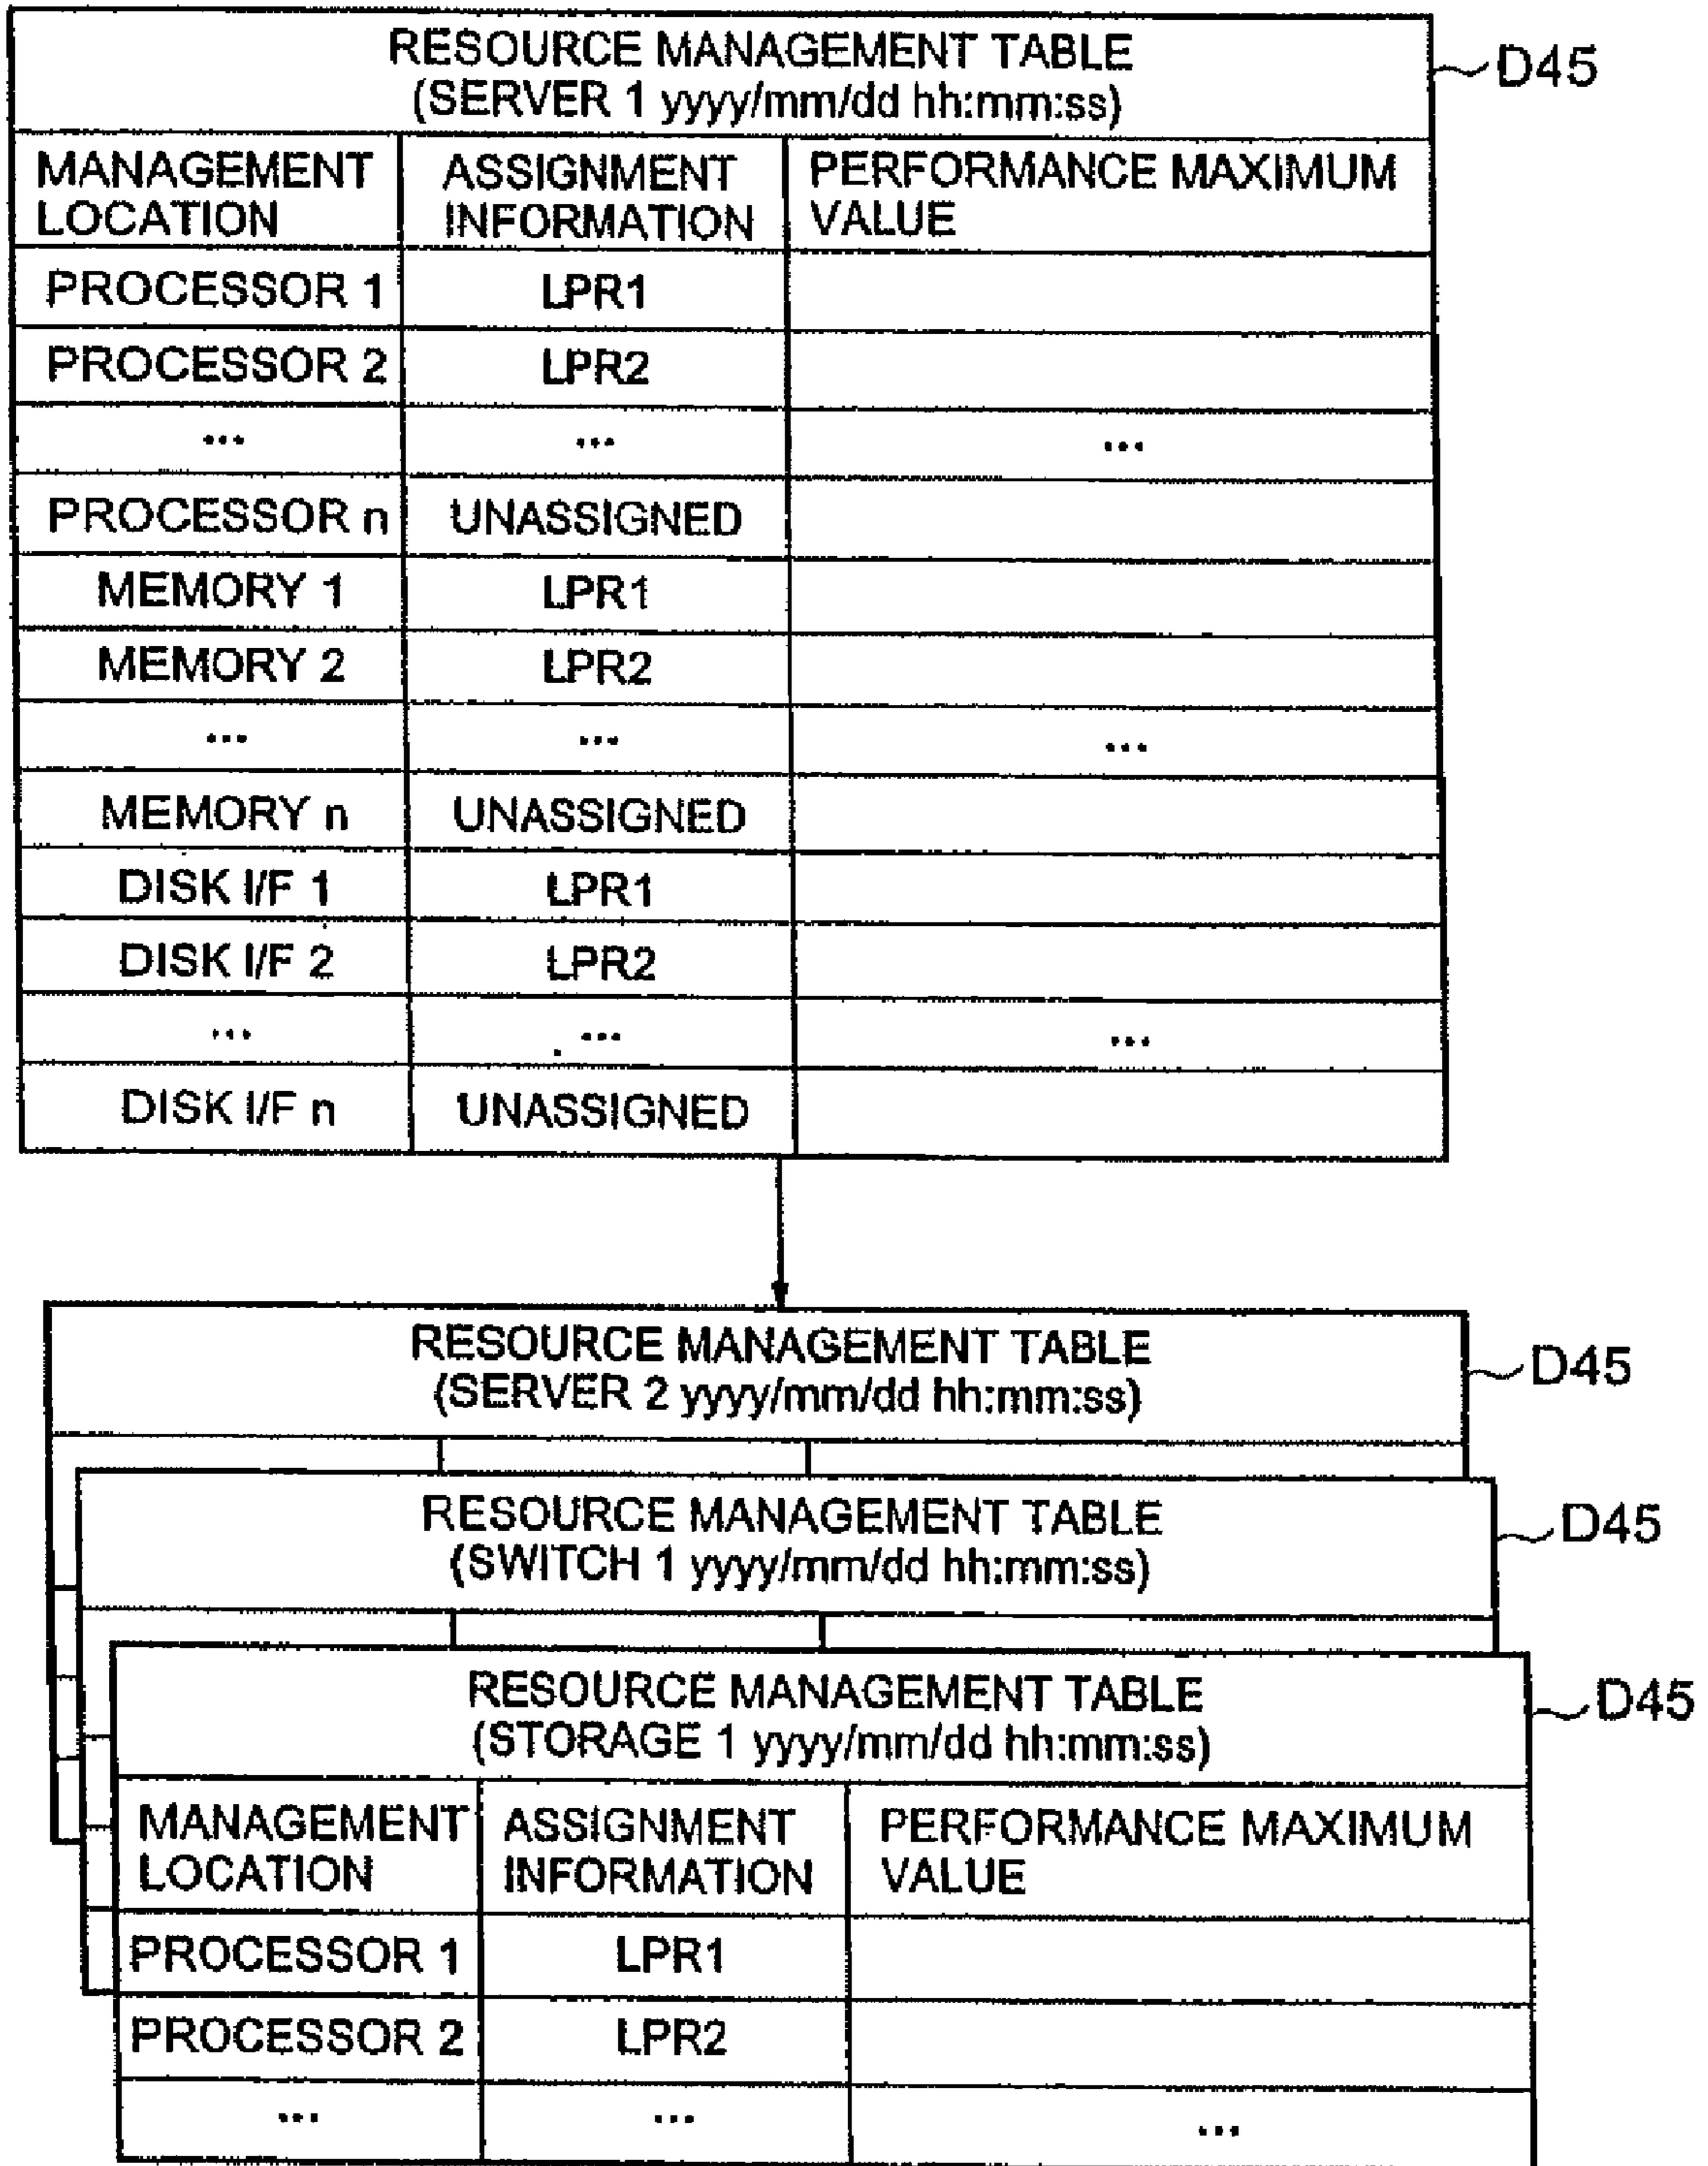 RESOURCE MANAGEMENT TABLE
(SERVER 1 yyyy/mm/dd hh:mm:ss)
D45
MANAGEMENT LOCATION ASSIGNMENT INFORMATION PERFORMANCE MAXIMUM VALUE
PROCESSOR 1 LPR1
PROCESSOR 2 LPR2
... ... ...
PROCESSOR n UNASSIGNED
MEMORY 1 LPR1
MEMORY 2 LPR2
... ... ...
MEMORY n UNASSIGNED
DISK I/F 1 LPR1
DISK I/F 2 LPR2
... ... ...
DISK I/F n UNASSIGNED
RESOURCE MANAGEMENT TABLE
(SERVER 2 yyyy/mm/dd hh:mm:ss)
D45
RESOURCE MANAGEMENT TABLE
(SWITCH 1 yyyy/mm/dd hh:mm:ss)
D45
RESOURCE MANAGEMENT TABLE
(STORAGE 1 yyyy/mm/dd hh:mm:ss)
D45
MANAGEMENT LOCATION ASSIGNMENT INFORMATION PERFORMANCE MAXIMUM VALUE
PROCESSOR 1 LPR1
PROCESSOR 2 LPR2
... ... ...